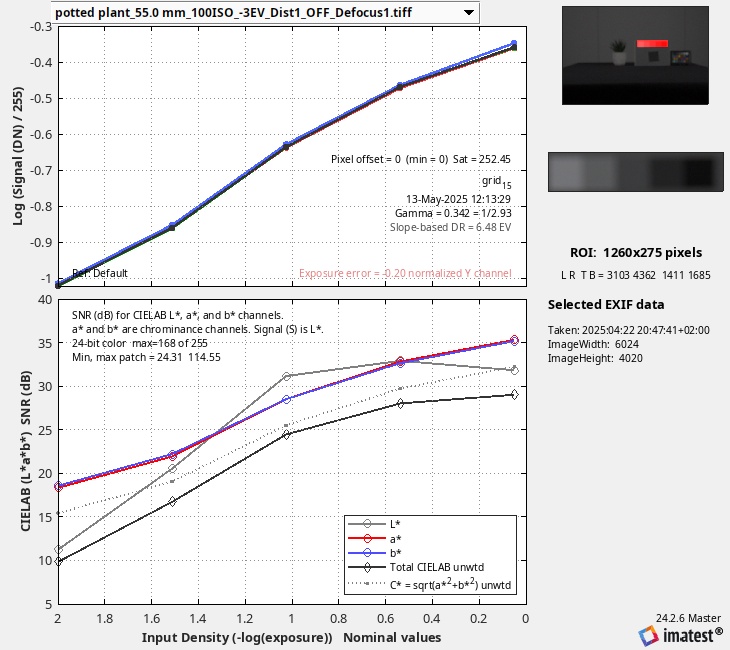 potted plant_55.0 mm_100ISO_-3EV_Dist1_OFF_Defocus1.tiff
-0.3
-0.4
-0.5
-0.6
-0.7
-0.8
-0.9
-1
Log (Signal (DN) / 255)
Pixel offset = 0 (min = 0) Sat = 252.45
grid15
13-May-2025 12:13:29
Gamma = 0.342 = 1/2.93
Slope-based DR = 6.48 EV
Ref: Default
Exposure error = -0.20 normalized Y channel
ROI: 1260x275 pixels
L R T B = 3103 4362 1411 1685
Selected EXIF data
Taken: 2025:04:22 20:47:41+02:00
ImageWidth: 6024
ImageHeight: 4020
40
35
30
25
20
15
10
5
CIELAB (L*a*b*) SNR (dB)
SNR (dB) for CIELAB L*, a*, and b* channels.
a* and b* are chrominance channels. Signal (S) is L*.
24-bit color max=168 of 255
Min, max patch = 24.31 114.55
L*
a*
b*
Total CIELAB unwtd
C* = sqrt(a*2+b*2) unwtd
2 1.8 1.6 1.4 1.2 1 0.8 0.6 0.4 0.2 0
Input Density (-log(exposure)) Nominal values
24.2.6 Master
imatest®